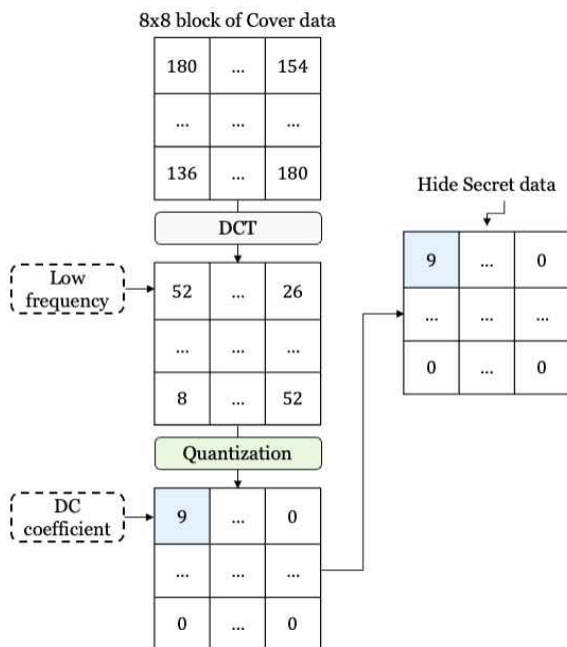 8x8 block of Cover data
180 ... 154
... ... ...
136 ... 180
DCT
Low
frequency
52 ... 26
... ... ...
8 ... 52
Quantization
DC
coefficient
9 ... 0
... ... ...
0 ... 0
Hide Secret data
9 ... 0
... ... ...
0 ... 0